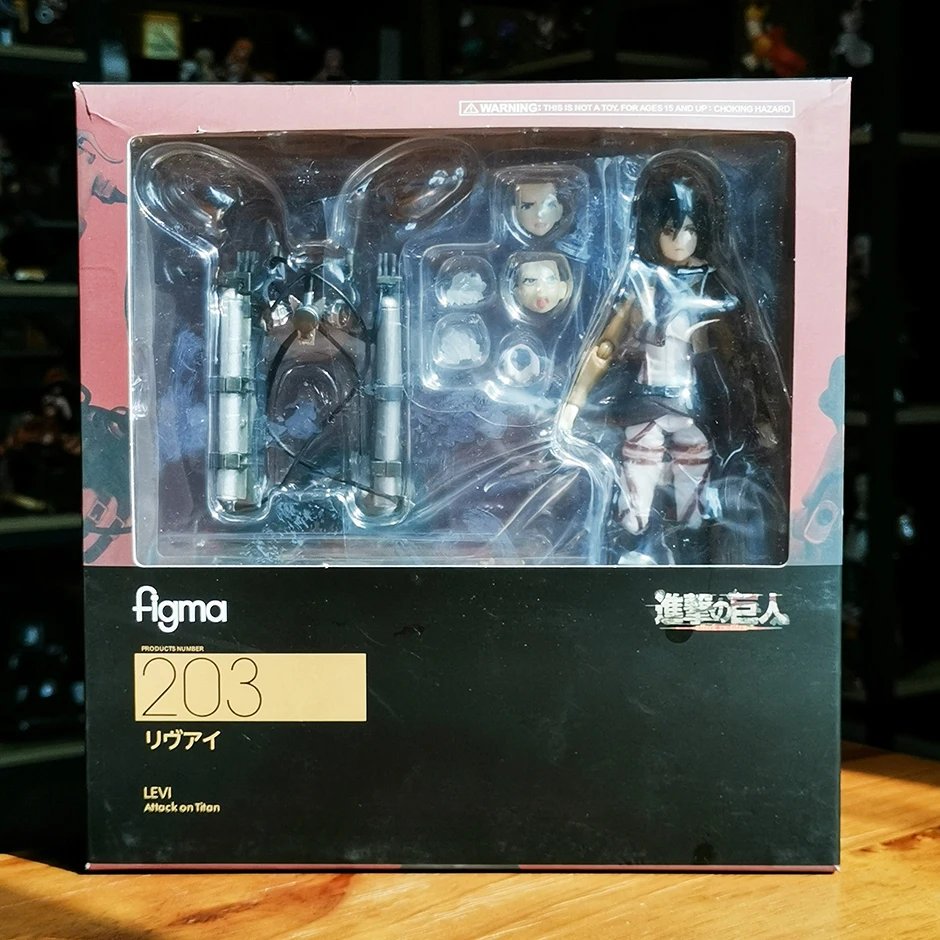 ⚠ WARNING: THIS IS NOT A TOY. FOR AGES 15 AND UP : CHOKING HAZARD
figma
進撃の巨人
PRODUCTS NUMBER
203
リヴァイ
LEVI
Attack on Titan